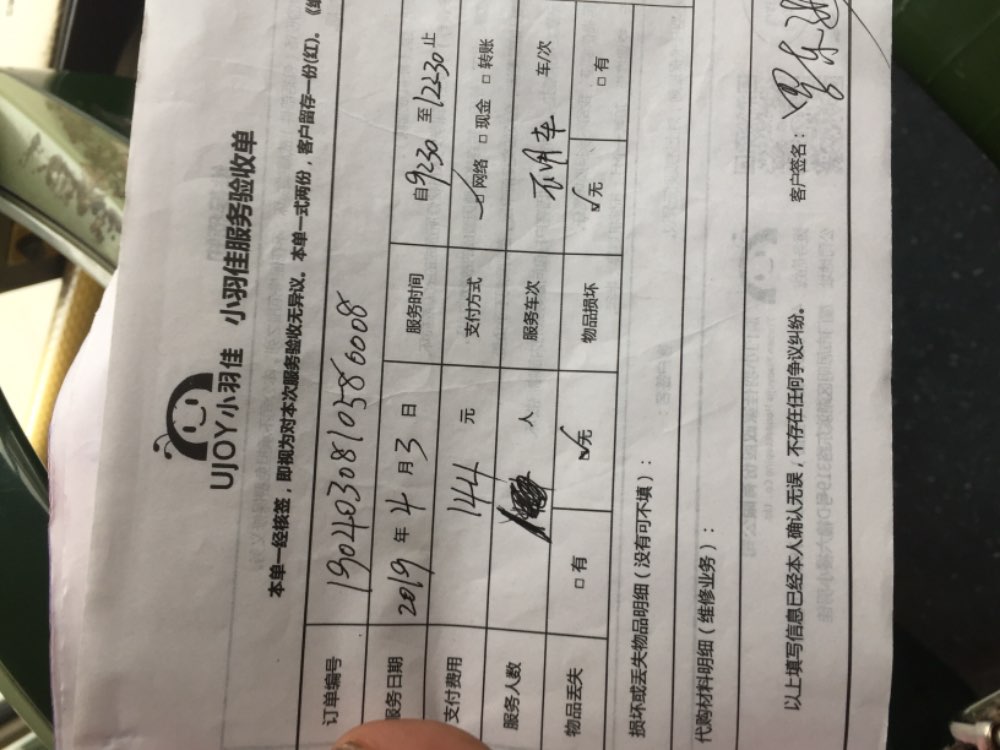 UJOY小羽佳 小羽佳服务验收单
本单一经核签，即视为对本次服务验收无异议。本单一式两份，客户留存一份(红)。
订单编号 19040308103586008
服务日期 2019 年 4 月 3 日 服务时间 自 9230 至 12230 止
支付费用 144 元 支付方式 网络 □ 现金 □ 转账
服务人数 人 服务车次 不用车 车/次
物品丢失 □ 有 ☑无 物品损坏 ☑无 □ 有
损坏或丢失物品明细（没有可不填）：
代购材料明细（维修业务）：
以上填写信息已经本人确认无误，不存在任何争议纠纷。 客户签名：